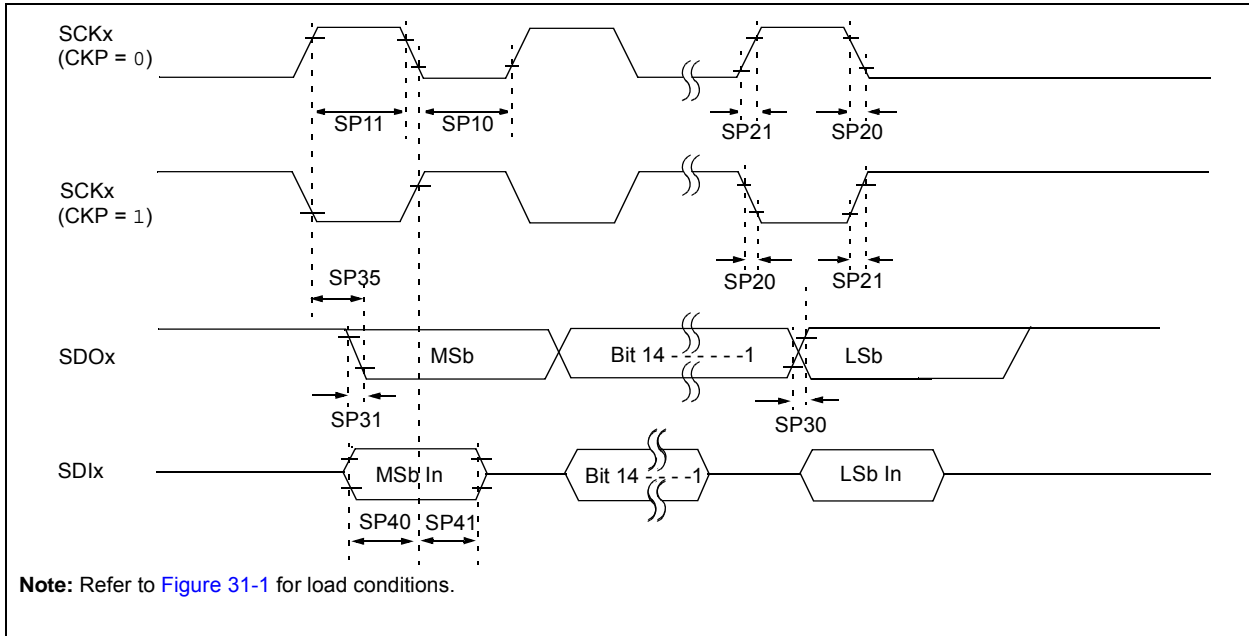 SCKx
(CKP = 0)
SP11
SP10
SP21
SP20
SCKx
(CKP = 1)
SP35
SP20
SP21
SDOx
MSb
Bit 14 - - - - - -1
LSb
SP31
SP30
SDIx
MSb In
Bit 14 - - - -1
LSb In
SP40
SP41
Note: Refer to Figure 31-1 for load conditions.